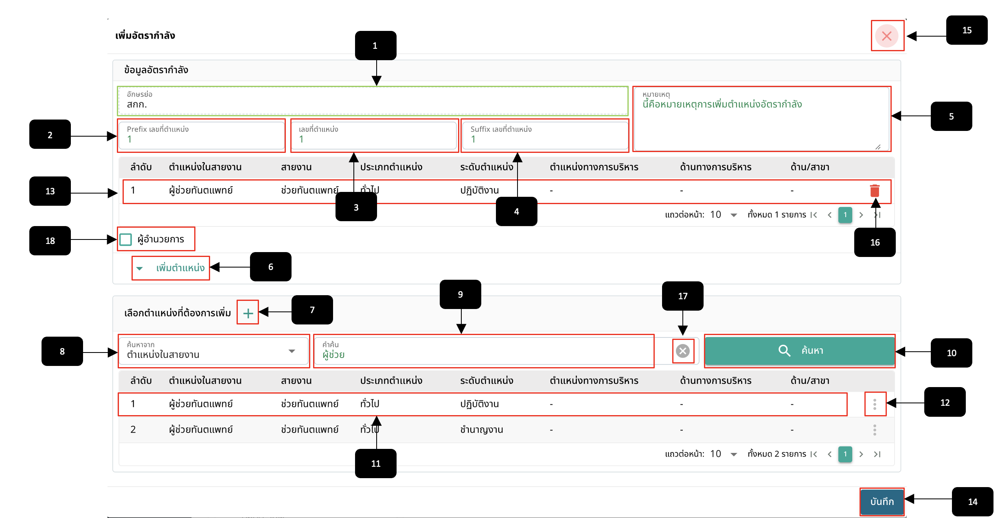 เพิ่มอัตรากำลัง
15
1
ข้อมูลอัตรากำลัง
อักษรย่อ
สกก.
หมายเหตุ
นี้คือหมายเหตุการเพิ่มตำแหน่งอัตรากำลัง
5
2
Prefix เลขที่ตำแหน่ง
1
เลขที่ตำแหน่ง
1
Suffix เลขที่ตำแหน่ง
1
ลำดับ ตำแหน่งในสายงาน สายงาน ประเภทตำแหน่ง ระดับตำแหน่ง ตำแหน่งทางการบริหาร ด้านทางการบริหาร ด้าน/สาขา
13
1 ผู้ช่วยทันตแพทย์ ช่วยทันตแพทย์ ทั่วไป ปฏิบัติงาน - - -
3
4
แถวต่อหน้า: 10 ทั้งหมด 1 รายการ 1
18
ผู้อำนวยการ
16
เพิ่มตำแหน่ง
6
9
17
เลือกตำแหน่งที่ต้องการเพิ่ม
7
8
ค้นหาจาก
ตำแหน่งในสายงาน
คำค้น
ผู้ช่วย
ค้นหา
10
ลำดับ ตำแหน่งในสายงาน สายงาน ประเภทตำแหน่ง ระดับตำแหน่ง ตำแหน่งทางการบริหาร ด้านทางการบริหาร ด้าน/สาขา
1 ผู้ช่วยทันตแพทย์ ช่วยทันตแพทย์ ทั่วไป ปฏิบัติงาน - - -
12
2 ผู้ช่วยทันตแพทย์ ช่วยทันตแพทย์ ทั่วไป ชำนาญงาน - - -
แถวต่อหน้า: 10 ทั้งหมด 2 รายการ 1
11
บันทึก
14